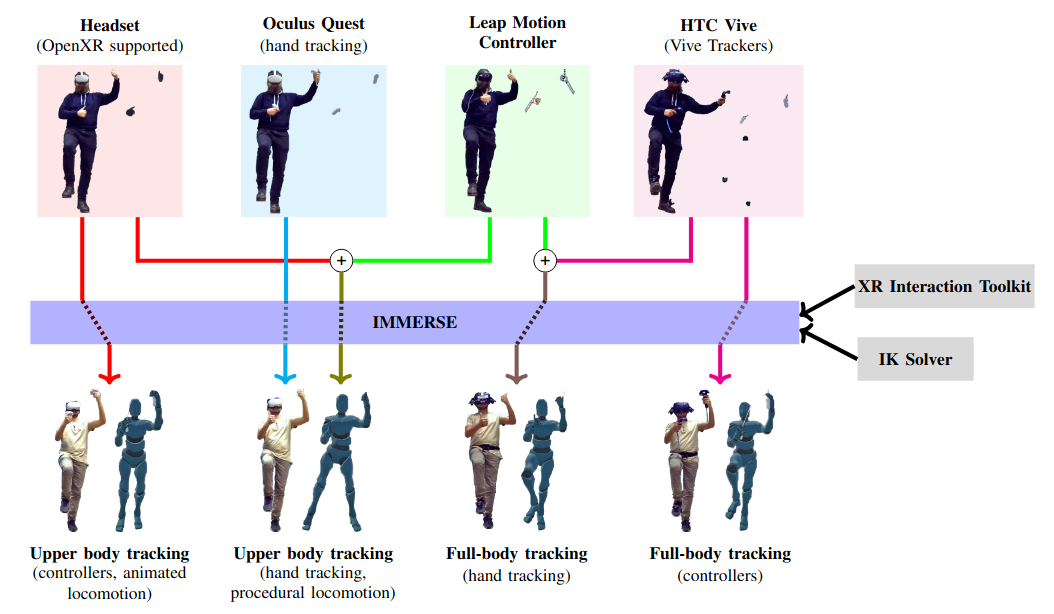 Headset
(OpenXR supported)
Oculus Quest
(hand tracking)
Leap Motion
Controller
HTC Vive
(Vive Trackers)
+
+
XR Interaction Toolkit
IMMERSE
IK Solver
Upper body tracking
(controllers, animated
locomotion)
Upper body tracking
(hand tracking,
procedural locomotion)
Full-body tracking
(hand tracking)
Full-body tracking
(controllers)